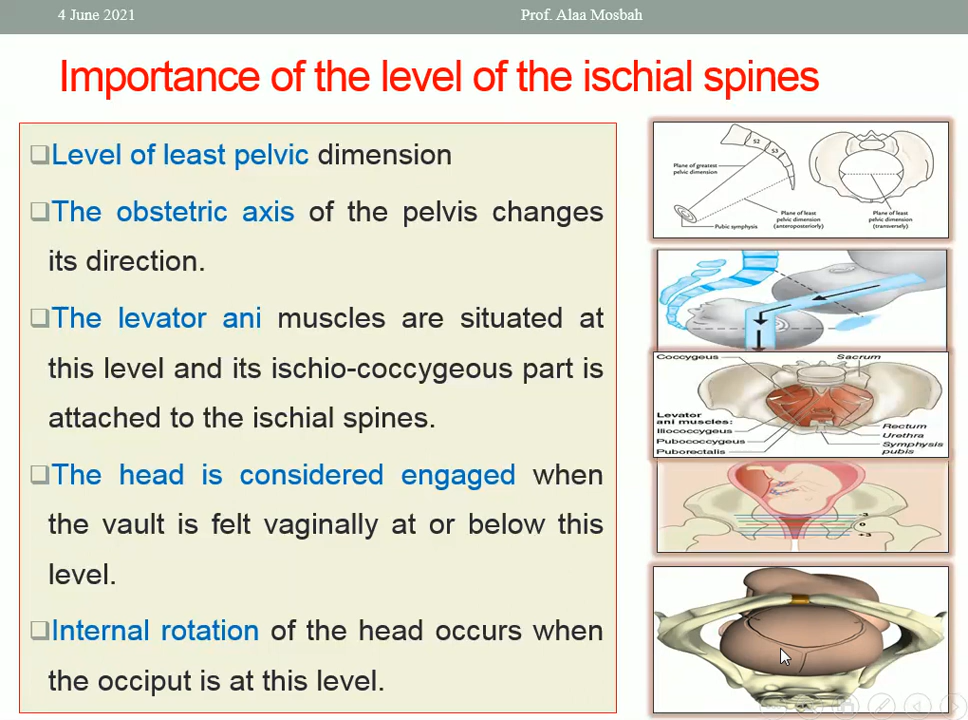 4 June 2021
Prof. Alaa Mosbah
Importance of the level of the ischial spines
❑Level of least pelvic dimension
❑The obstetric axis of the pelvis changes
its direction.
❑The levator ani muscles are situated at
this level and its ischio-coccygeous part is
attached to the ischial spines.
❑The head is considered engaged when
the vault is felt vaginally at or below this
level.
❑Internal rotation of the head occurs when
the occiput is at this level.
S2
S3
Plane of greatest
pelvic dimension
Pubic symphysis
Plane of least
pelvic dimension
(anteroposteriorly)
Plane of least
pelvic dimension
(transversely)
Coccygeus
Sacrum
Levator
ani muscles:
Iliococcygeus
Pubococcygeus
Puborectalis
Rectum
Urethra
Symphysis
pubis
-3
0
+3